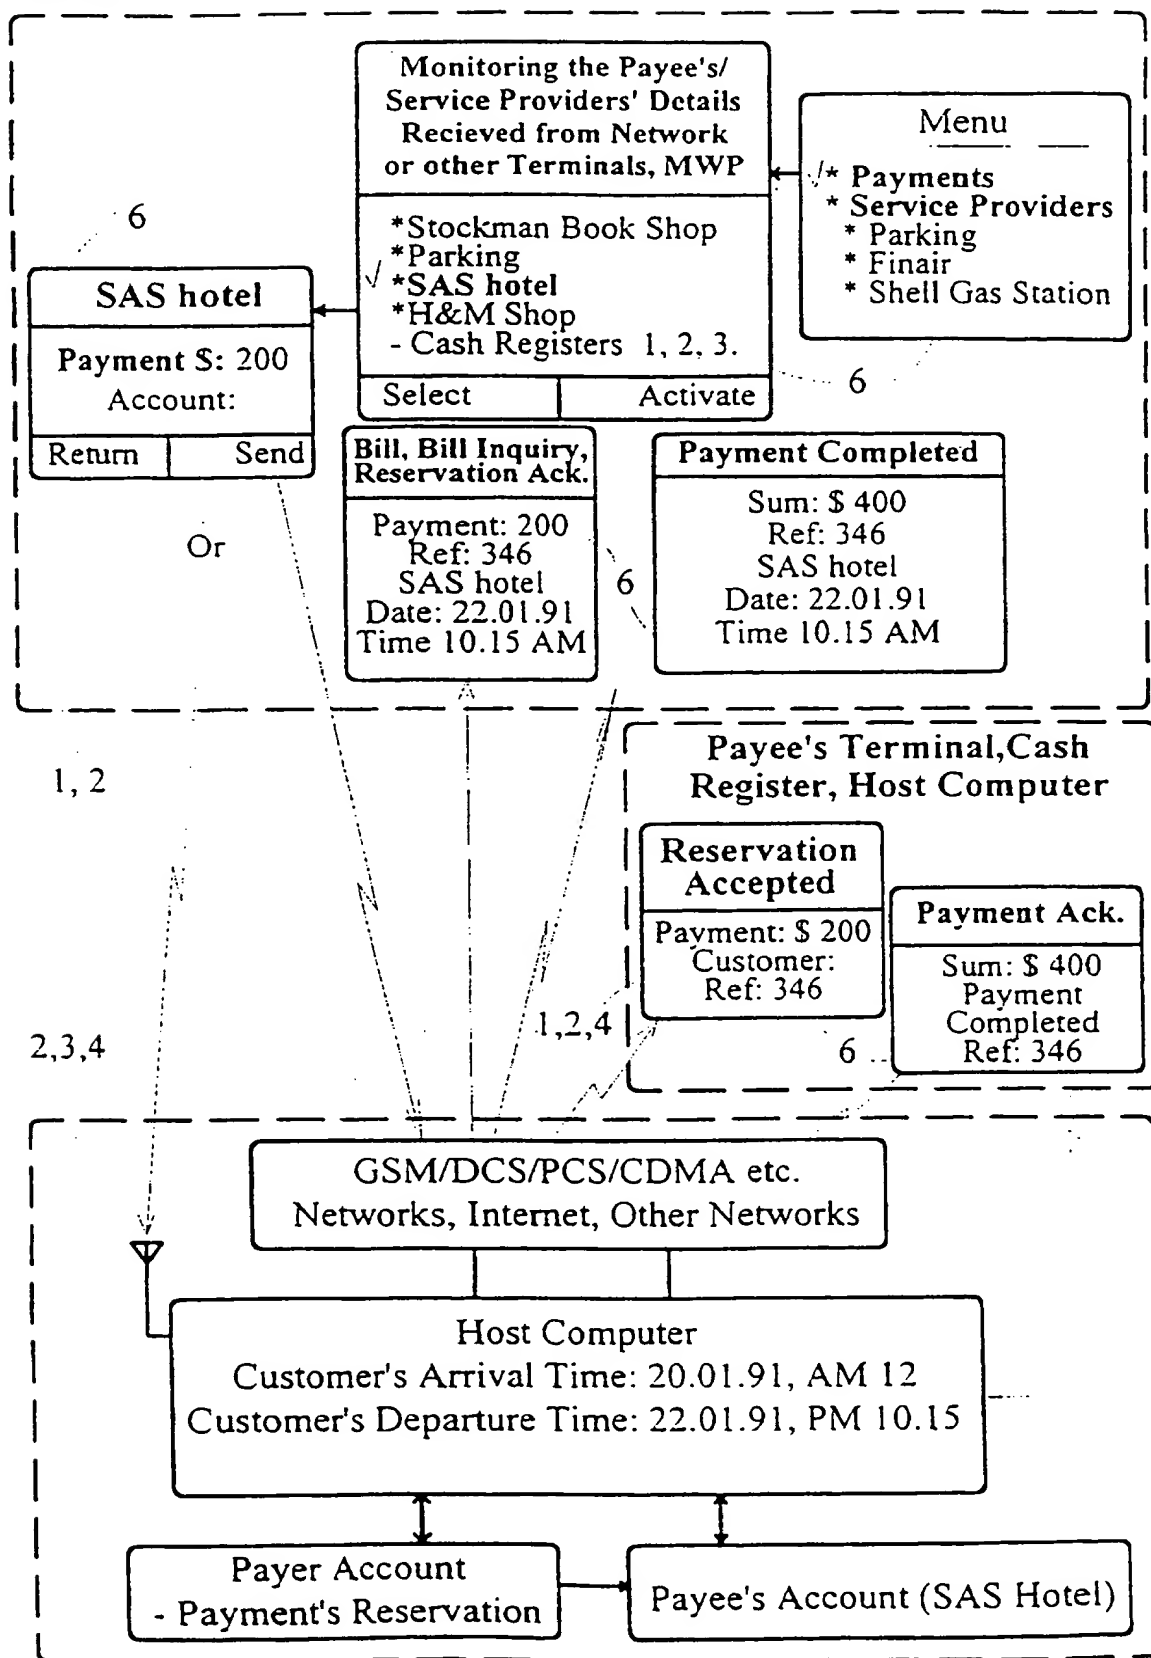 Monitoring the Payee's/
Service Providers' Details
Recieved from Network
or other Terminals, MWP
*Stockman Book Shop
*Parking
√ *SAS hotel
*H&M Shop
- Cash Registers 1, 2, 3.
Select Activate
Menu
√* Payments
* Service Providers
* Parking
* Finair
* Shell Gas Station
6
6
SAS hotel
Payment $: 200
Account:
Return Send
Or
Bill, Bill Inquiry,
Reservation Ack.
Payment: 200
Ref: 346
SAS hotel
Date: 22.01.91
Time 10.15 AM
6
Payment Completed
Sum: $ 400
Ref: 346
SAS hotel
Date: 22.01.91
Time 10.15 AM
1, 2
Payee's Terminal,Cash
Register, Host Computer
Reservation
Accepted
Payment: $ 200
Customer:
Ref: 346
Payment Ack.
Sum: $ 400
Payment
Completed
Ref: 346
2,3,4
1,2,4
6
GSM/DCS/PCS/CDMA etc.
Networks, Internet, Other Networks
Host Computer
Customer's Arrival Time: 20.01.91, AM 12
Customer's Departure Time: 22.01.91, PM 10.15
Payer Account
- Payment's Reservation
Payee's Account (SAS Hotel)